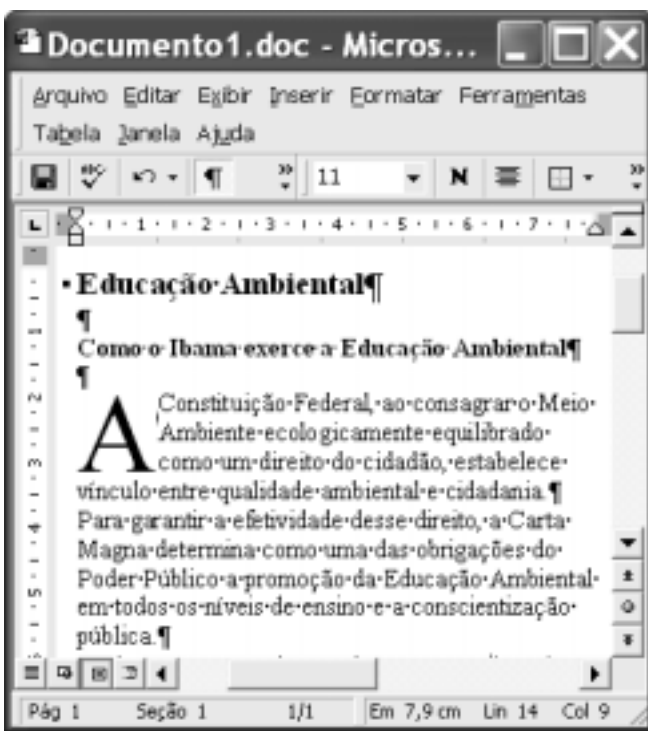 Documento1.doc - Micros...
Arquivo Editar Exibir Inserir Formatar Ferramentas
Tabela Janela Ajuda
¶ 11 N
L 1 2 3 4 5 6 7
Educação Ambiental¶
¶
Como o Ibama exerce a Educação Ambiental¶
¶
A Constituição Federal, ao consagrar o Meio
Ambiente ecologicamente equilibrado
como um direito do cidadão, estabelece
vínculo entre qualidade ambiental e cidadania.¶
Para garantir a efetividade desse direito, a Carta
Magna determina como uma das obrigações do
Poder Público a promoção da Educação Ambiental
em todos os níveis de ensino e a conscientização
pública.¶
Pág 1 Seção 1 1/1 Em 7,9 cm Lin 14 Col 9